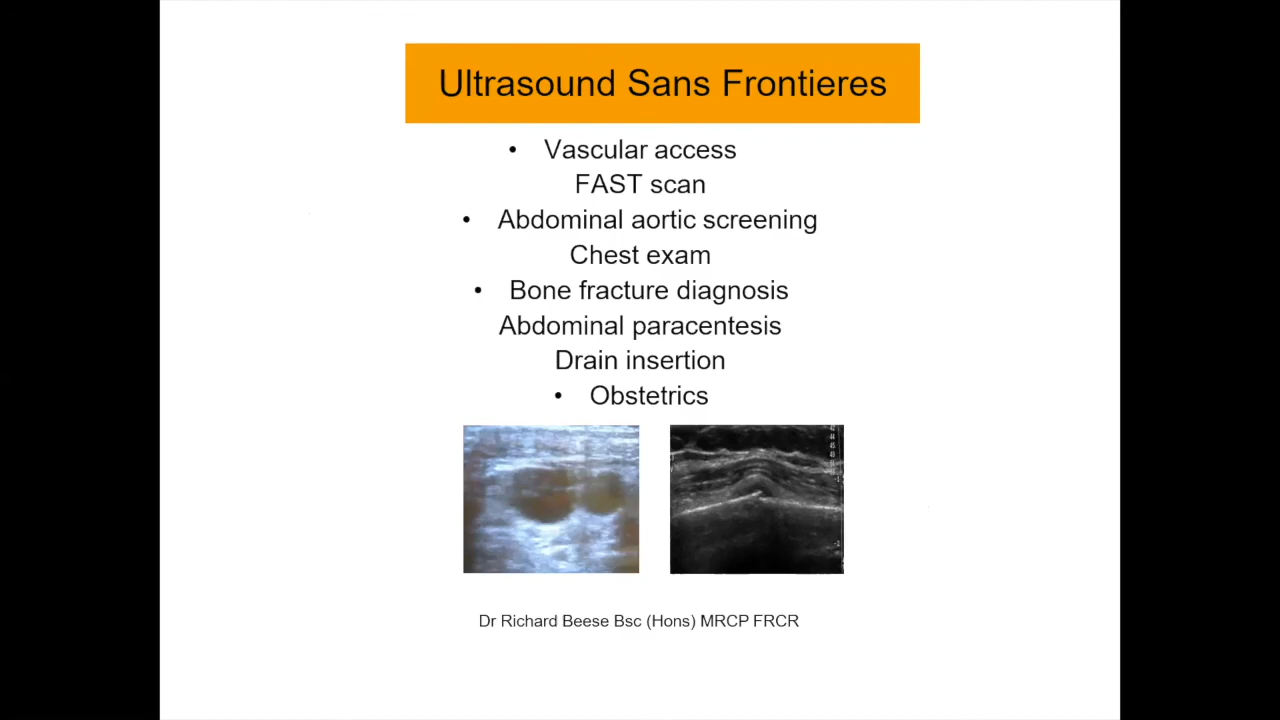 Ultrasound Sans Frontieres
• Vascular access
FAST scan
• Abdominal aortic screening
Chest exam
• Bone fracture diagnosis
Abdominal paracentesis
Drain insertion
• Obstetrics
Dr Richard Beese Bsc (Hons) MRCP FRCR